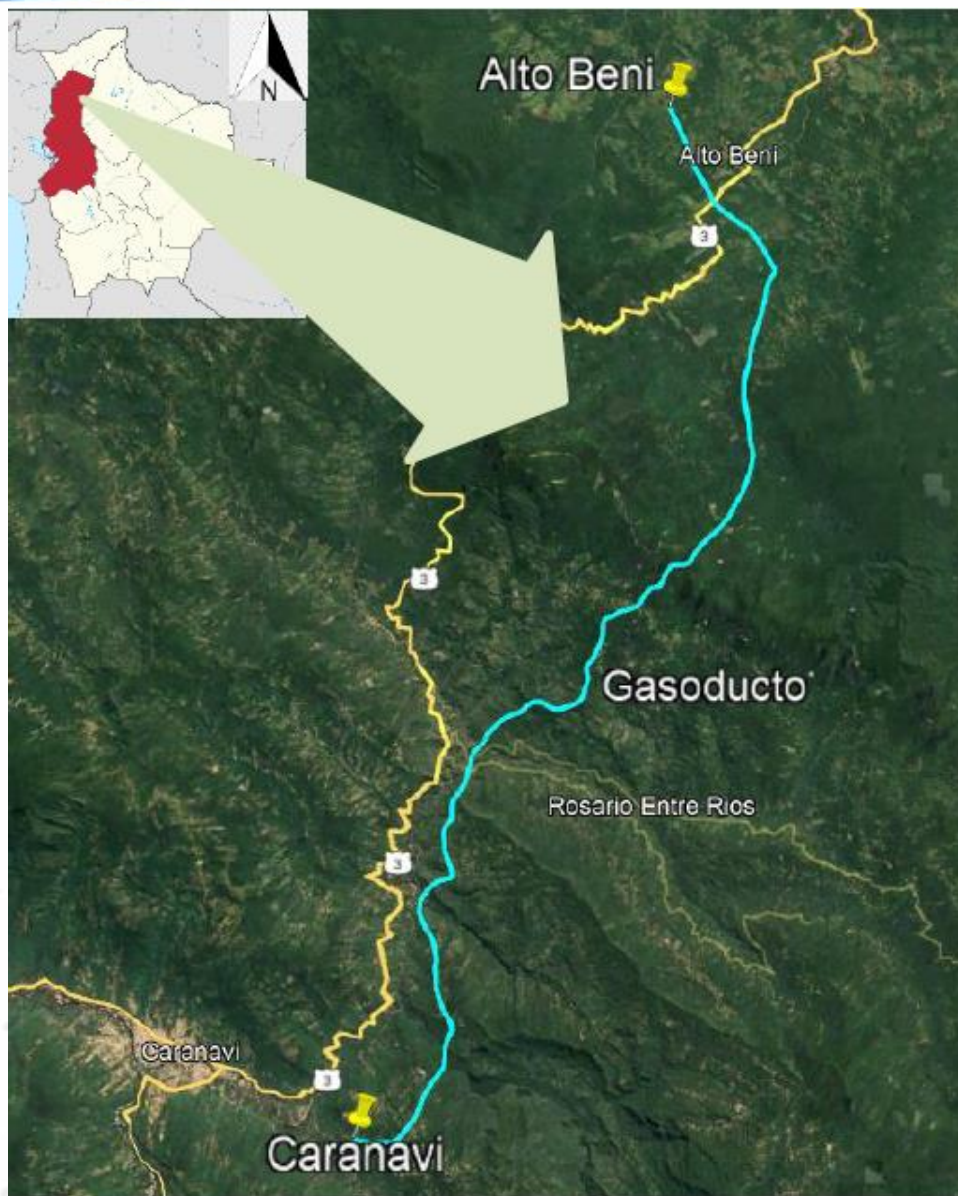 N
Alto Beni
Alto Beni
3
3
Gasoducto
Rosario Entre Rios
3
Caranavi
3
Caranavi